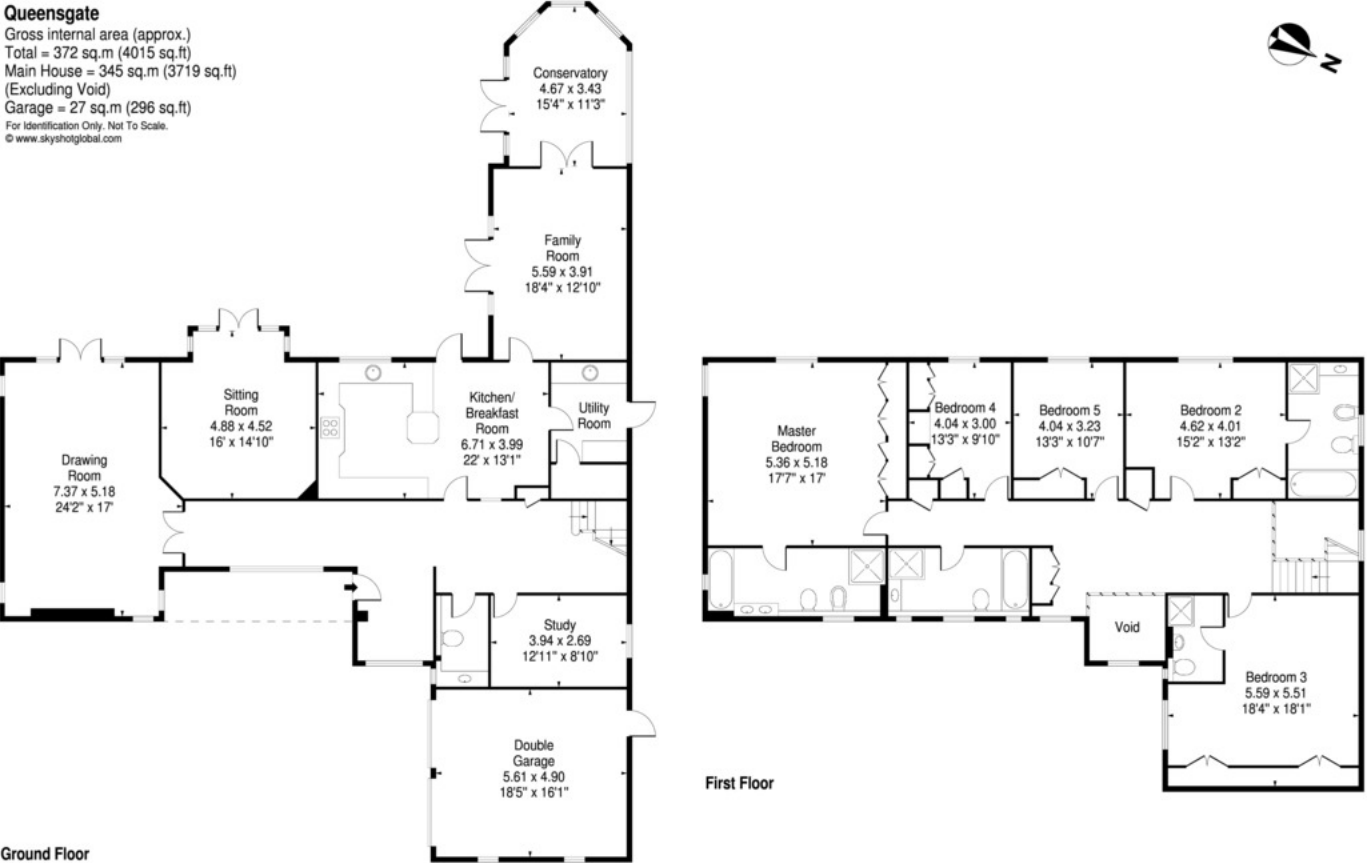 Queensgate
Gross internal area (approx.)
Total = 372 sq.m (4015 sq.ft)
Main House = 345 sq.m (3719 sq.ft)
(Excluding Void)
Garage = 27 sq.m (296 sq.ft)
For Identification Only. Not To Scale.
© www.skyshotglobal.com
N
Conservatory
4.67 x 3.43
15'4" x 11'3"
Family
Room
5.59 x 3.91
18'4" x 12'10"
Sitting
Room
4.88 x 4.52
16' x 14'10"
Kitchen/
Breakfast
Room
6.71 x 3.99
22' x 13'1"
Utility
Room
Drawing
Room
7.37 x 5.18
24'2" x 17'
Study
3.94 x 2.69
12'11" x 8'10"
Double
Garage
5.61 x 4.90
18'5" x 16'1"
Ground Floor
Master
Bedroom
5.36 x 5.18
17'7" x 17'
Bedroom 4
4.04 x 3.00
13'3" x 9'10"
Bedroom 5
4.04 x 3.23
13'3" x 10'7"
Bedroom 2
4.62 x 4.01
15'2" x 13'2"
Void
Bedroom 3
5.59 x 5.51
18'4" x 18'1"
First Floor